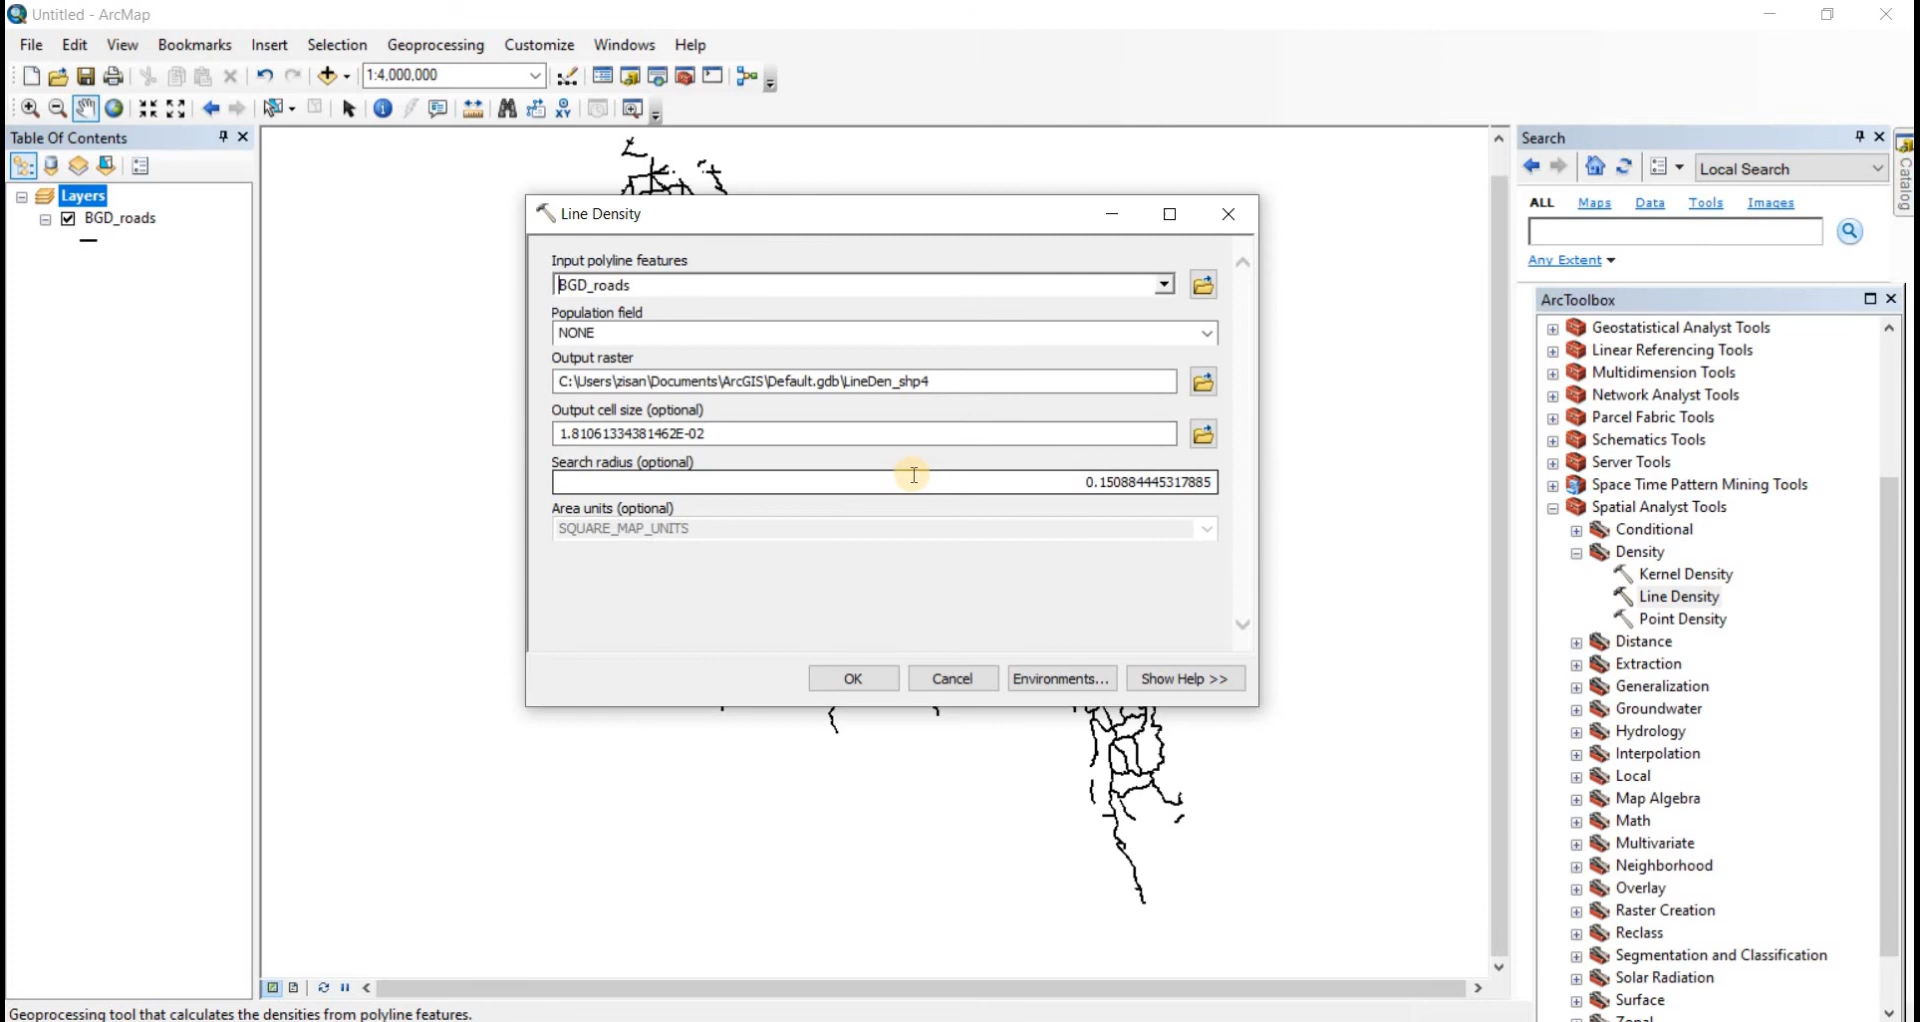 Untitled - ArcMap
File Edit View Bookmarks Insert Selection Geoprocessing Customize Windows Help
1:4,000,000
Table Of Contents
Layers
BGD_roads
Line Density
Input polyline features
BGD_roads
Population field
NONE
Output raster
C:\Users\zisan\Documents\ArcGIS\Default.gdb\LineDen_shp4
Output cell size (optional)
1.81061334381462E-02
Search radius (optional)
0.150884445317885
Area units (optional)
SQUARE_MAP_UNITS
OK Cancel Environments... Show Help >>
Search
Local Search
ALL Maps Data Tools Images
Any Extent
Catalog
ArcToolbox
Geostatistical Analyst Tools
Linear Referencing Tools
Multidimension Tools
Network Analyst Tools
Parcel Fabric Tools
Schematics Tools
Server Tools
Space Time Pattern Mining Tools
Spatial Analyst Tools
Conditional
Density
Kernel Density
Line Density
Point Density
Distance
Extraction
Generalization
Groundwater
Hydrology
Interpolation
Local
Map Algebra
Math
Multivariate
Neighborhood
Overlay
Raster Creation
Reclass
Segmentation and Classification
Solar Radiation
Surface
Geoprocessing tool that calculates the densities from polyline features.